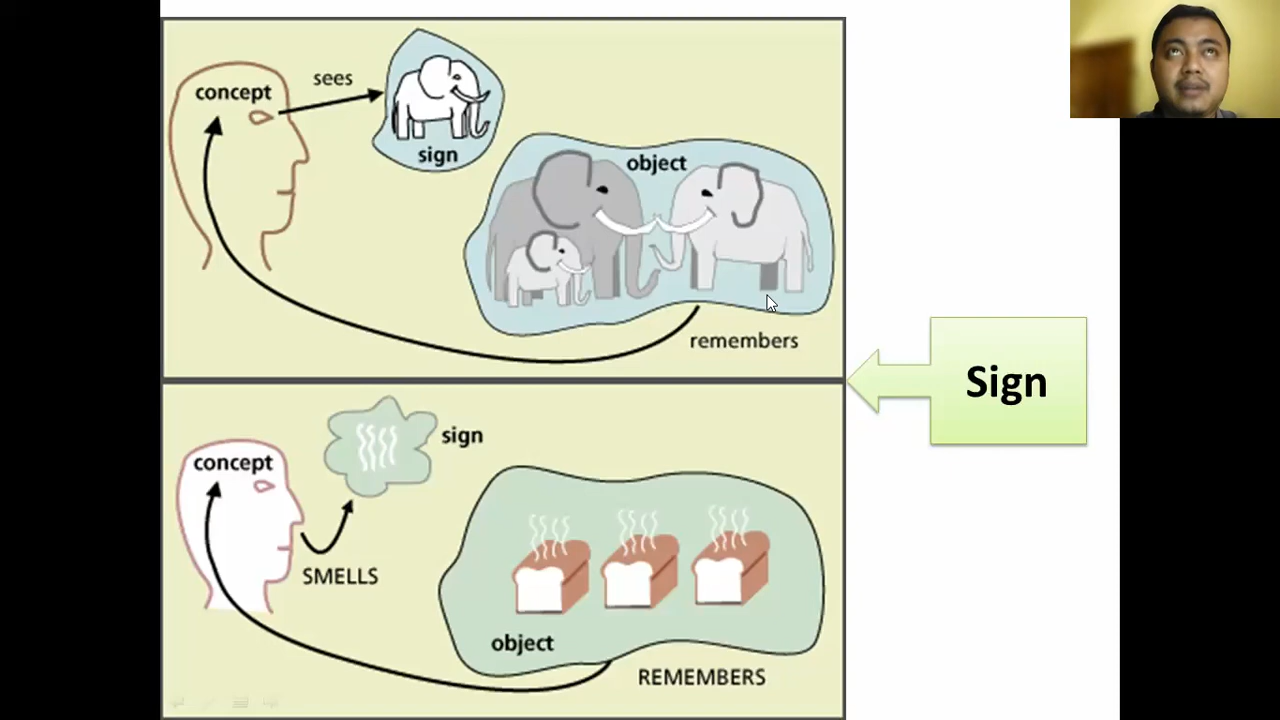 concept
sees
sign
object
remembers
concept
sign
SMELLS
object
REMEMBERS
Sign